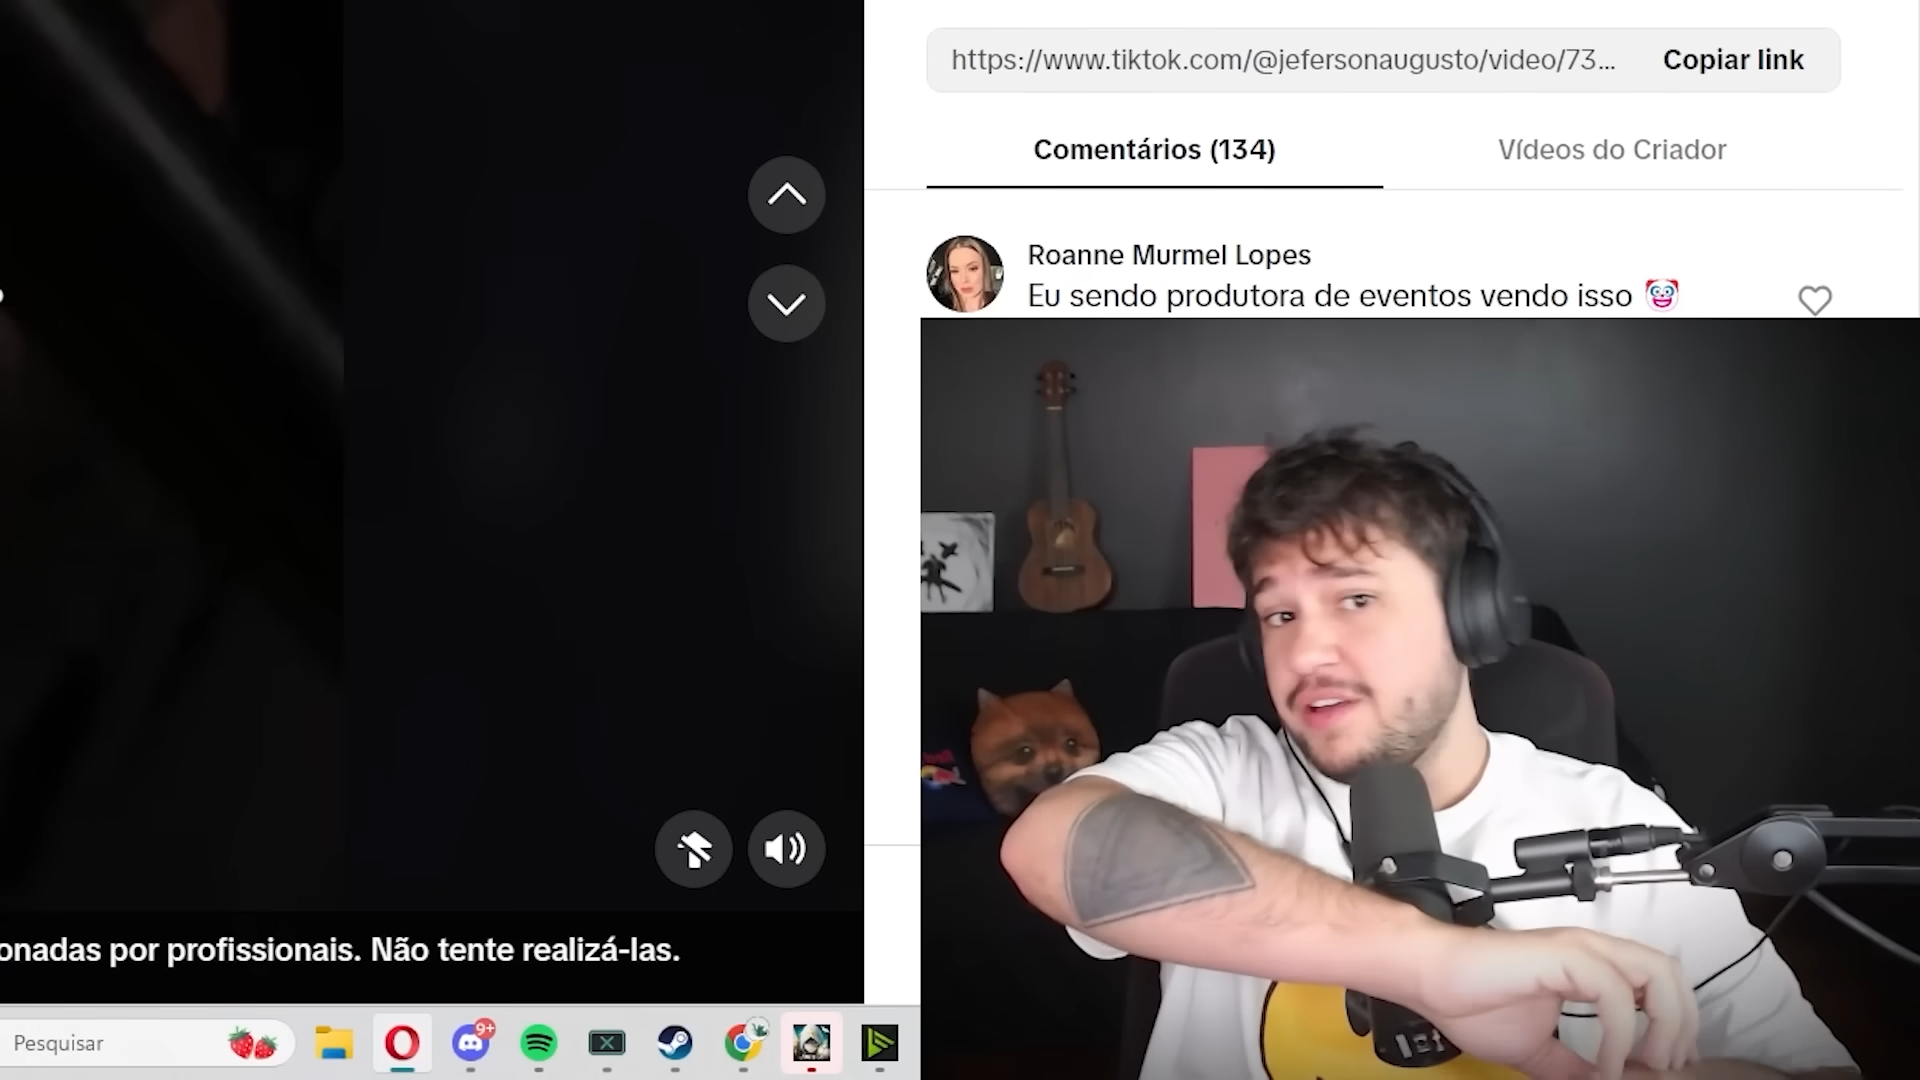 https://www.tiktok.com/@jefersonaugusto/video/73...
Copiar link
Comentários (134)
Vídeos do Criador
Roanne Murmel Lopes
Eu sendo produtora de eventos vendo isso 🤡
onadas por profissionais. Não tente realizá-las.
Pesquisar
9+